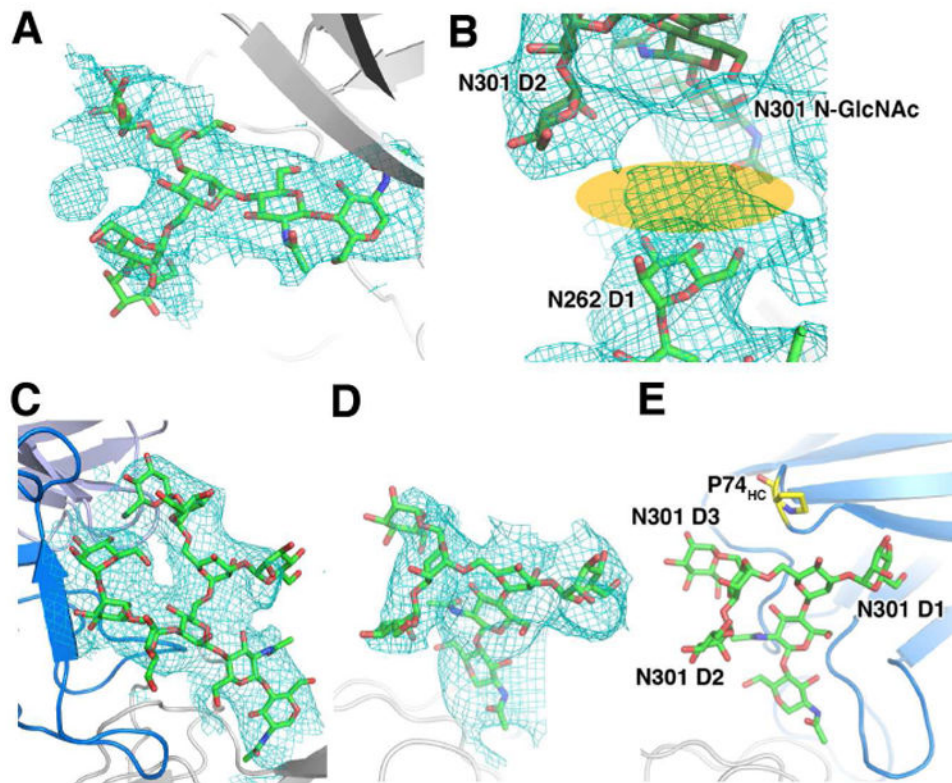 A
B
N301 D2
N301 N-GlcNAc
N262 D1
C
D
E
P74HC
N301 D3
N301 D1
N301 D2